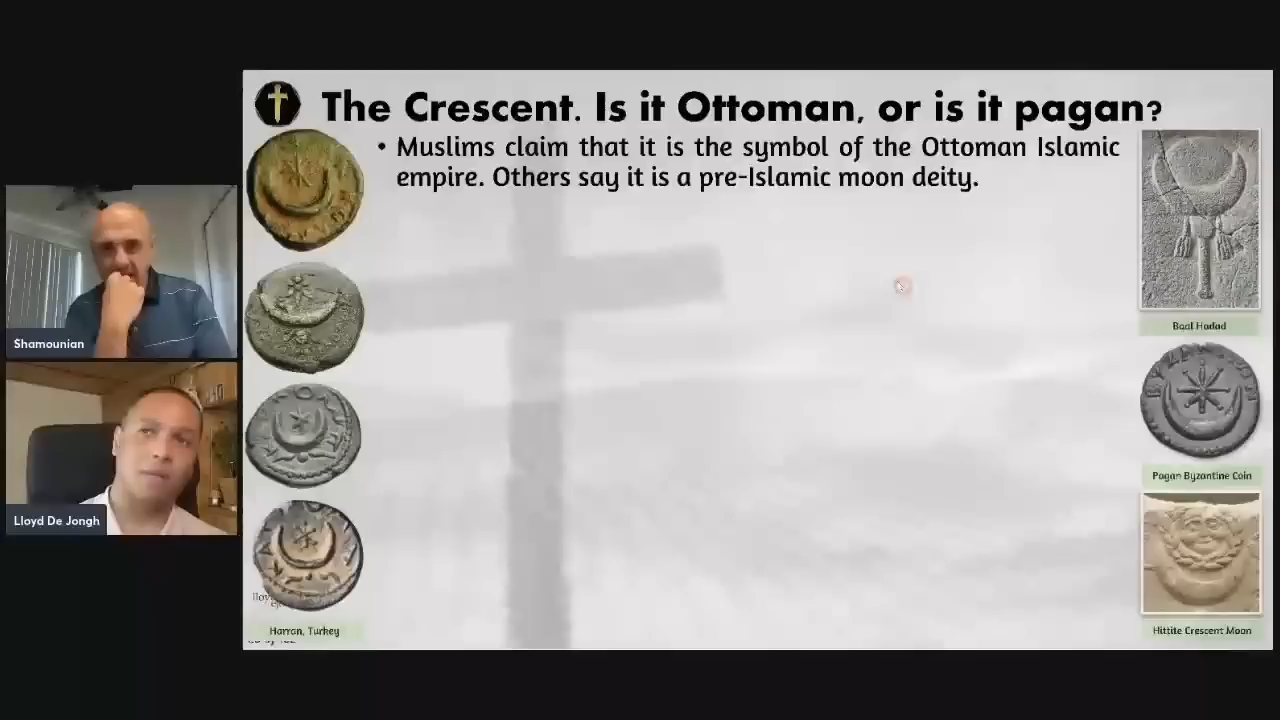 The Crescent. Is it Ottoman, or is it pagan?
• Muslims claim that it is the symbol of the Ottoman Islamic
empire. Others say it is a pre-Islamic moon deity.
Shamounian
Lloyd De Jongh
Harran, Turkey
Baal Hadad
Pagan Byzantine Coin
Hittite Crescent Moon